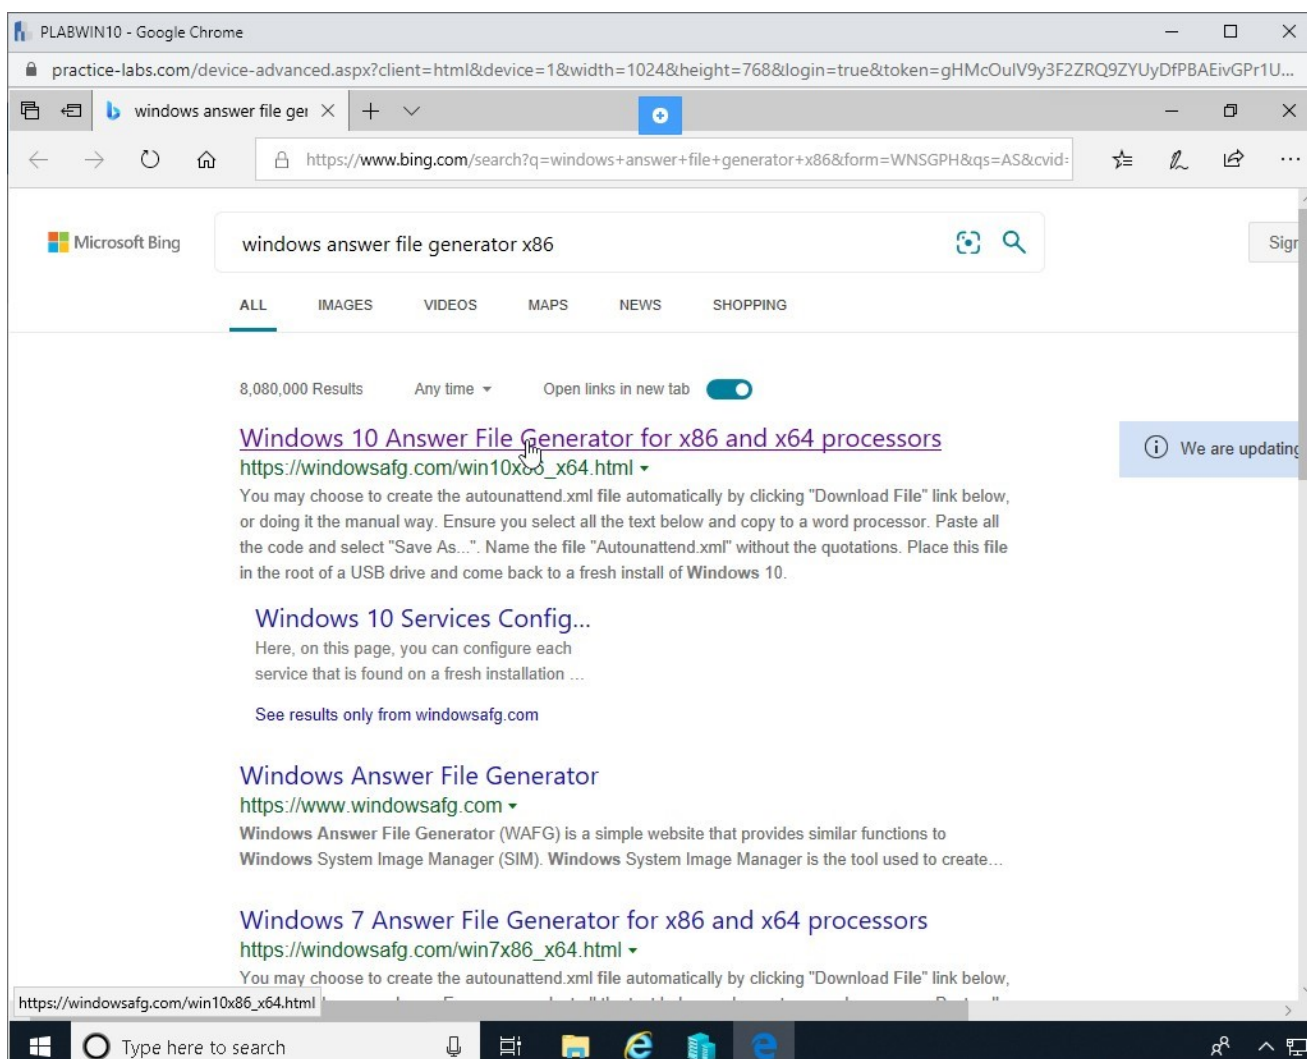 PLABWIN10 - Google Chrome
practice-labs.com/device-advanced.aspx?client=html&device=1&width=1024&height=768&login=true&token=gHMcOulV9y3F2ZRQ9ZYUyDfPBAEivGPr1U...
windows answer file ger
https://www.bing.com/search?q=windows+answer+file+generator+x86&form=WNSGPH&qs=AS&cvid=
Microsoft Bing
windows answer file generator x86
Sign
ALL IMAGES VIDEOS MAPS NEWS SHOPPING
8,080,000 Results Any time Open links in new tab
Windows 10 Answer File Generator for x86 and x64 processors
https://windowsafg.com/win10x86_x64.html
We are updating
You may choose to create the autounattend.xml file automatically by clicking "Download File" link below,
or doing it the manual way. Ensure you select all the text below and copy to a word processor. Paste all
the code and select "Save As...". Name the file "Autounattend.xml" without the quotations. Place this file
in the root of a USB drive and come back to a fresh install of Windows 10.
Windows 10 Services Config...
Here, on this page, you can configure each
service that is found on a fresh installation ...
See results only from windowsafg.com
Windows Answer File Generator
https://www.windowsafg.com
Windows Answer File Generator (WAFG) is a simple website that provides similar functions to
Windows System Image Manager (SIM). Windows System Image Manager is the tool used to create...
Windows 7 Answer File Generator for x86 and x64 processors
https://windowsafg.com/win7x86_x64.html
You may choose to create the autounattend.xml file automatically by clicking "Download File" link below,
https://windowsafg.com/win10x86_x64.html
Type here to search